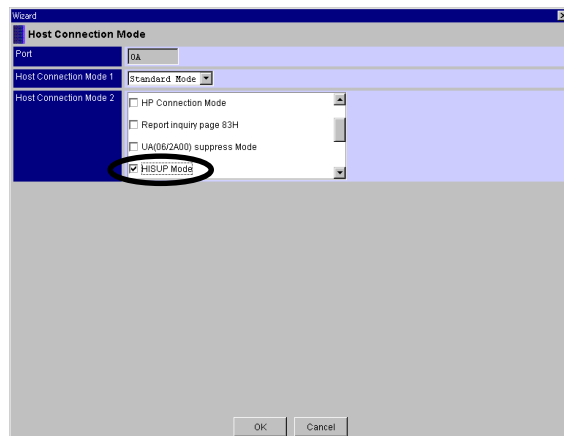 Wizard
Host Connection Mode
Port
0A
Host Connection Mode 1
Standard Mode
Host Connection Mode 2
HP Connection Mode
Report inquiry page 83H
UA(06/2A00) suppress Mode
HISUP Mode
OK
Cancel